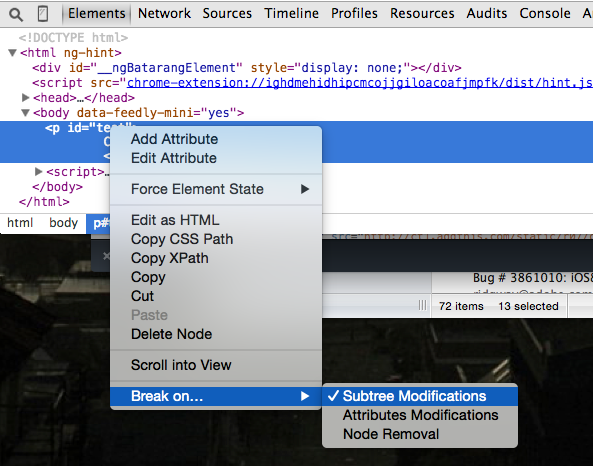 Elements Network Sources Timeline Profiles Resources Audits Console A
<!DOCTYPE html>
▼<html ng-hint>
<div id="__ngBatarangElement" style="display: none;"></div>
<script src="chrome-extension://ighdmehidhipcmcojjgiloacoafjmpfk/dist/hint.js
▶<head>…</head>
▼<body data-feedly-mini="yes">
<p id="test">
C
<
▶<script>…
</body>
</html>
html body p#
Add Attribute
Edit Attribute
Force Element State ▶
Edit as HTML
Copy CSS Path
Copy XPath
Copy
Cut
Paste
Delete Node
Scroll into View
Break on… ▶
✓ Subtree Modifications
Attributes Modifications
Node Removal
Bug # 3861010: iOS8
72 items 13 selected